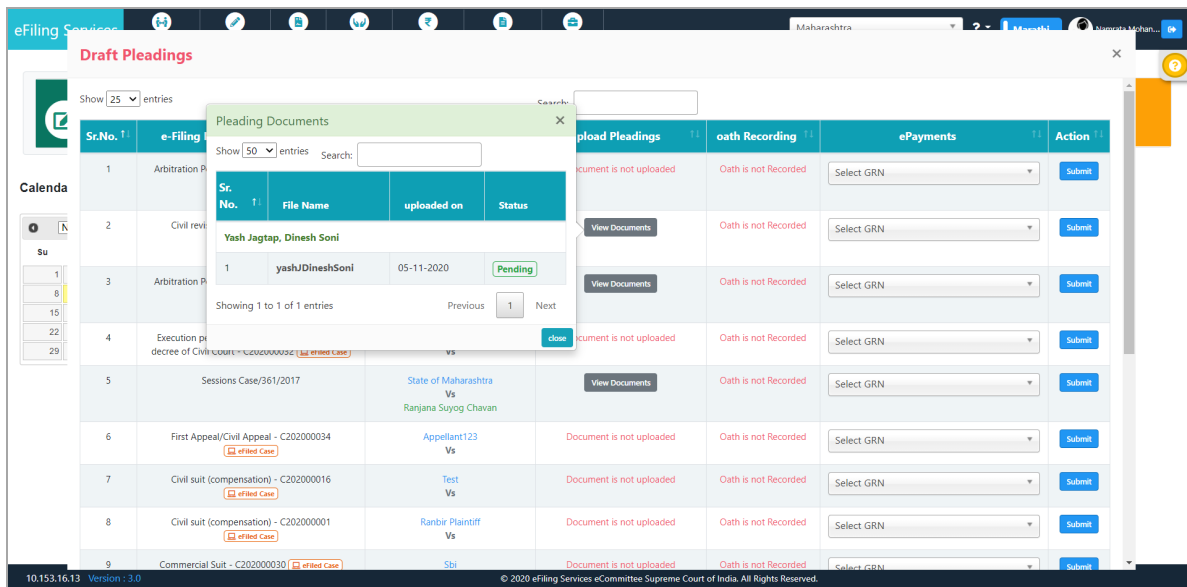 eFiling Services
Maharashtra
?
Marathi
Namrata Mohan...
Draft Pleadings
×
Show 25 entries
Search:
Sr.No.
e-Filing
pload Pleadings
oath Recording
ePayments
Action
Pleading Documents
×
Show 50 entries
Search:
Sr. No.
File Name
uploaded on
Status
Yash Jagtap, Dinesh Soni
1 yashJDineshSoni 05-11-2020 Pending
Showing 1 to 1 of 1 entries
Previous 1 Next
close
Calenda
Su
1
8
15
22
29
1 Arbitration P ocument is not uploaded Oath is not Recorded Select GRN Submit
2 Civil revi View Documents Oath is not Recorded Select GRN Submit
3 Arbitration P View Documents Oath is not Recorded Select GRN Submit
4 Execution p ocument is not uploaded Oath is not Recorded Select GRN Submit
decree of Civil Court - C202000032 eFiled Case Vs
5 Sessions Case/361/2017 State of Maharashtra View Documents Oath is not Recorded Select GRN Submit
Vs
Ranjana Suyog Chavan
6 First Appeal/Civil Appeal - C202000034 Appellant123 Document is not uploaded Oath is not Recorded Select GRN Submit
eFiled Case Vs
7 Civil suit (compensation) - C202000016 Test Document is not uploaded Oath is not Recorded Select GRN Submit
eFiled Case Vs
8 Civil suit (compensation) - C202000001 Ranbir Plaintiff Document is not uploaded Oath is not Recorded Select GRN Submit
eFiled Case Vs
9 Commercial Suit - C202000030 eFiled Case Sbi Document is not uploaded Oath is not Recorded Select GRN Submit
10.153.16.13 Version : 3.0
© 2020 eFiling Services eCommittee Supreme Court of India. All Rights Reserved.